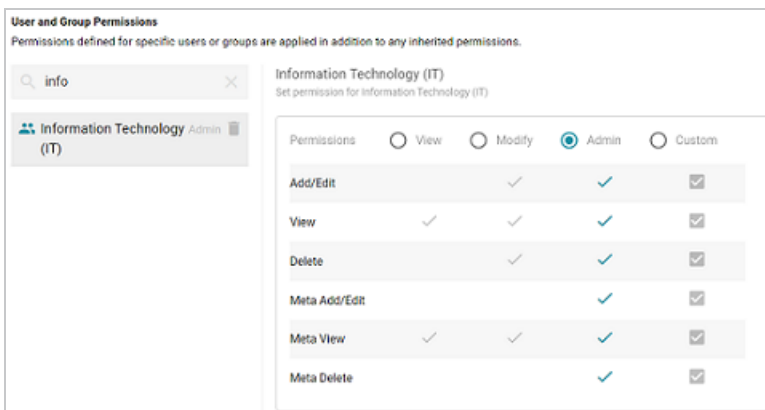 User and Group Permissions
Permissions defined for specific users or groups are applied in addition to any inherited permissions.
info
Information Technology Admin
(IT)
Information Technology (IT)
Set permission for Information Technology (IT)
Permissions View Modify Admin Custom
Add/Edit
View
Delete
Meta Add/Edit
Meta View
Meta Delete